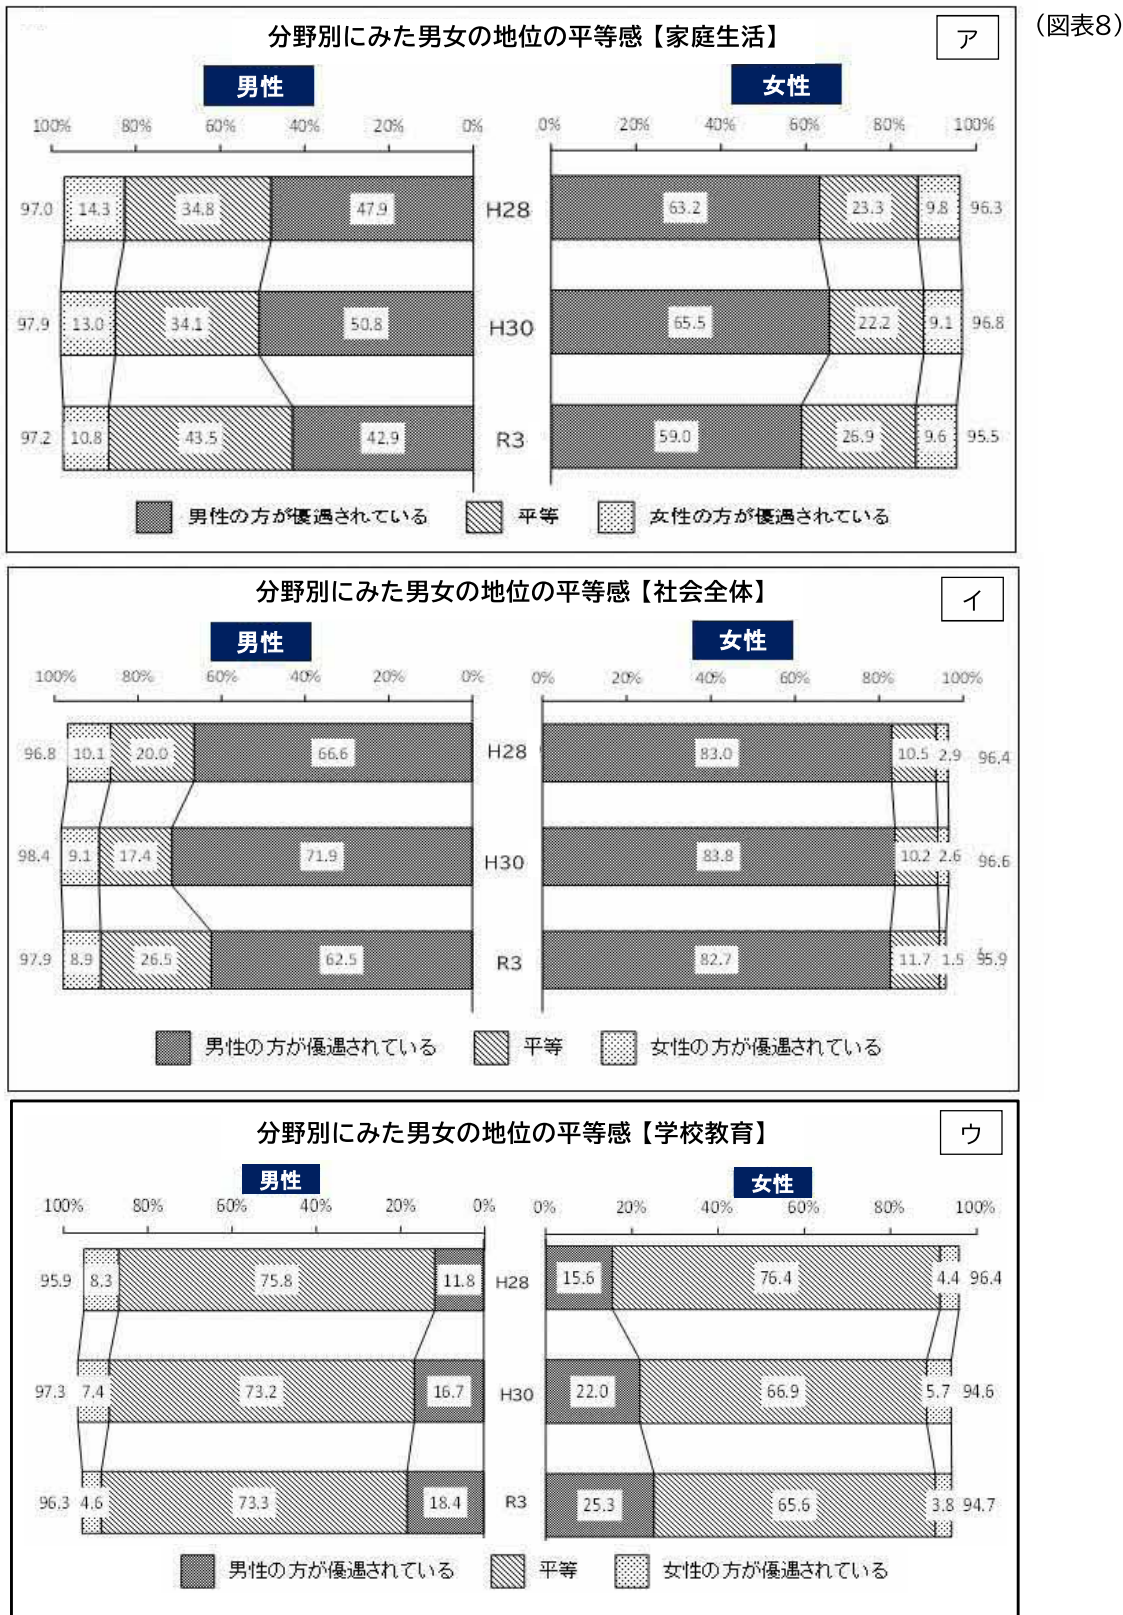 (図表8)
分野別にみた男女の地位の平等感【家庭生活】
ア
男性
女性
100% 80% 60% 40% 20% 0%
0% 20% 40% 60% 80% 100%
97.0 14.3 34.8 47.9 H28 63.2 23.3 9.8 96.3
97.9 13.0 34.1 50.8 H30 65.5 22.2 9.1 96.8
97.2 10.8 43.5 42.9 R3 59.0 26.9 9.6 95.5
男性の方が優遇されている 平等 女性の方が優遇されている
分野別にみた男女の地位の平等感【社会全体】
イ
男性
女性
100% 80% 60% 40% 20% 0%
0% 20% 40% 60% 80% 100%
96.8 10.1 20.0 66.6 H28 83.0 10.5 2.9 96.4
98.4 9.1 17.4 71.9 H30 83.8 10.2 2.6 96.6
97.9 8.9 26.5 62.5 R3 82.7 11.7 1.5 95.9
男性の方が優遇されている 平等 女性の方が優遇されている
分野別にみた男女の地位の平等感【学校教育】
ウ
男性
女性
100% 80% 60% 40% 20% 0%
0% 20% 40% 60% 80% 100%
95.9 8.3 75.8 11.8 H28 15.6 76.4 4.4 96.4
97.3 7.4 73.2 16.7 H30 22.0 66.9 5.7 94.6
96.3 4.6 73.3 18.4 R3 25.3 65.6 3.8 94.7
男性の方が優遇されている 平等 女性の方が優遇されている